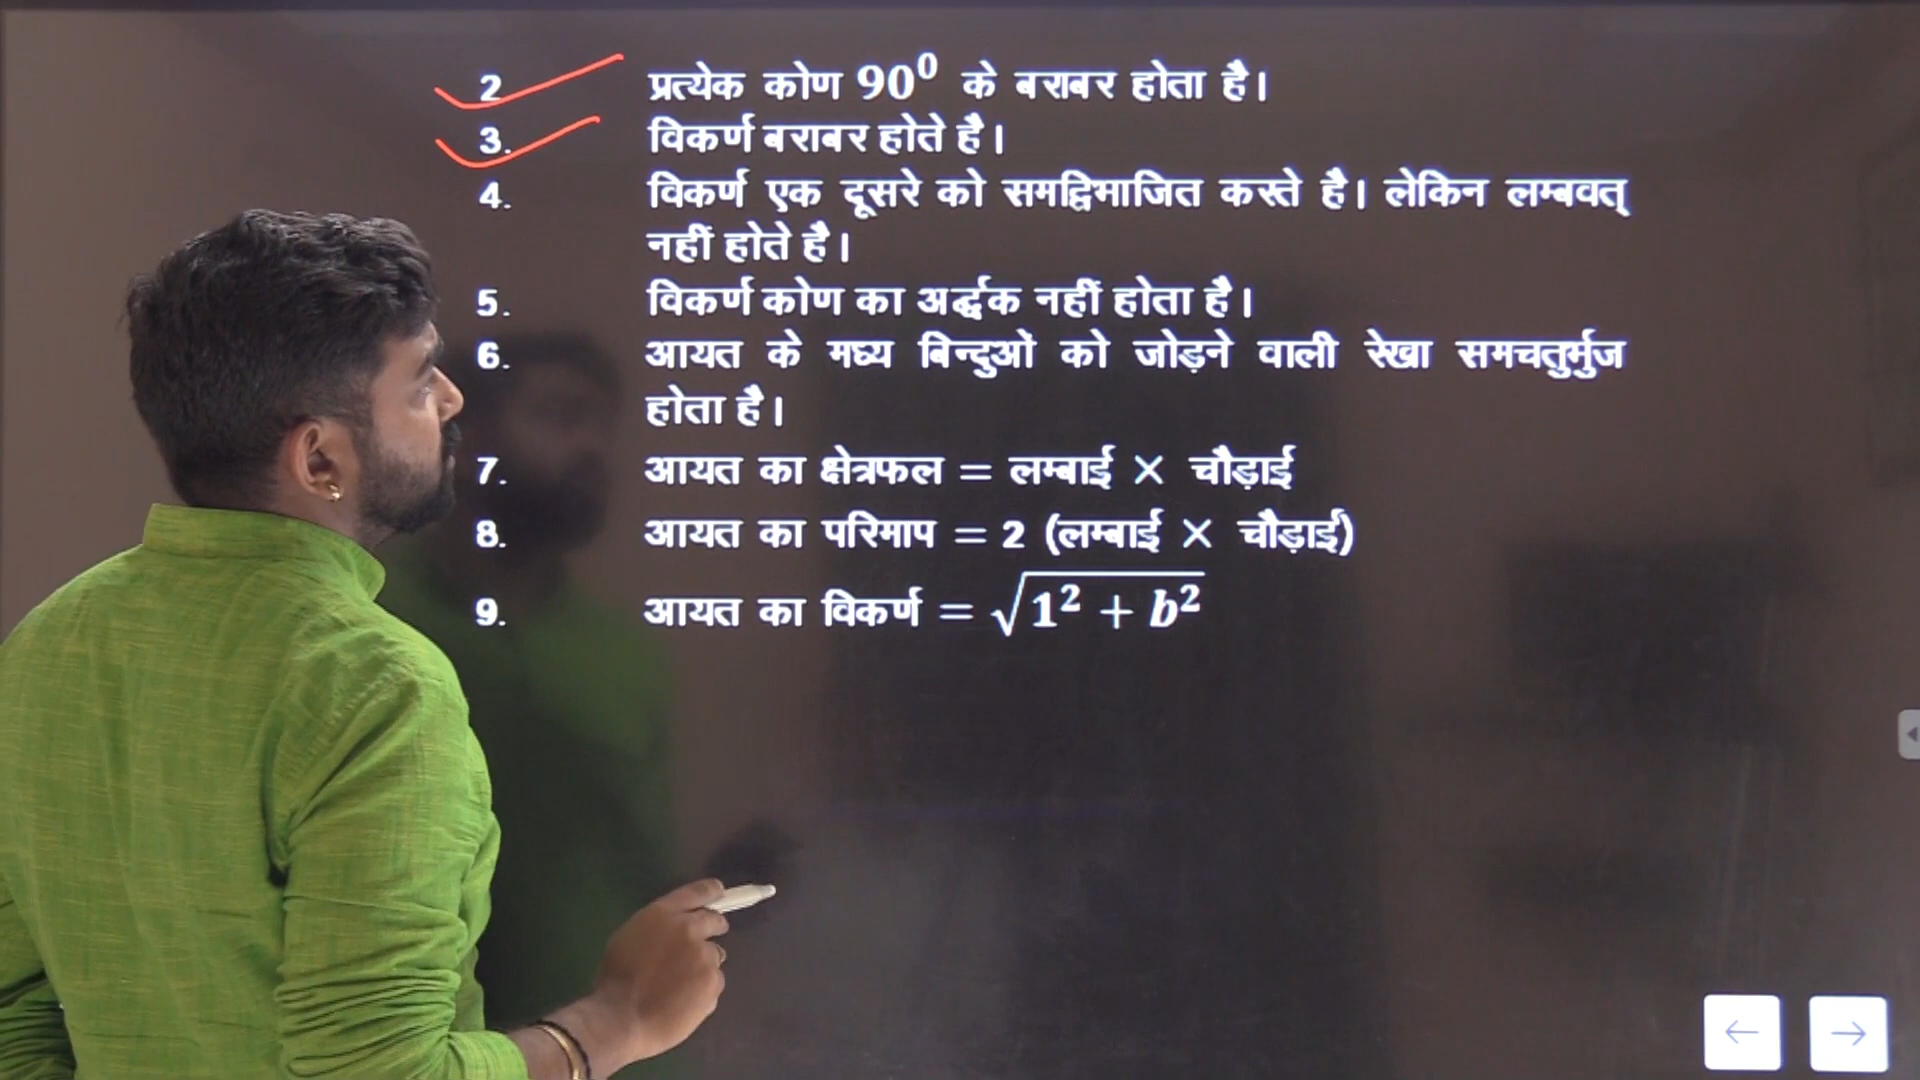 2 प्रत्येक कोण 90⁰ के बराबर होता है।
3. विकर्ण बराबर होते है।
4. विकर्ण एक दूसरे को समद्विभाजित करते है। लेकिन लम्बवत्
नहीं होते है।
5. विकर्ण कोण का अर्द्धक नहीं होता है।
6. आयत के मध्य बिन्दुओं को जोड़ने वाली रेखा समचतुर्भुज
होता है।
7. आयत का क्षेत्रफल = लम्बाई × चौड़ाई
8. आयत का परिमाप = 2 (लम्बाई × चौड़ाई)
9. आयत का विकर्ण = √1² + b²